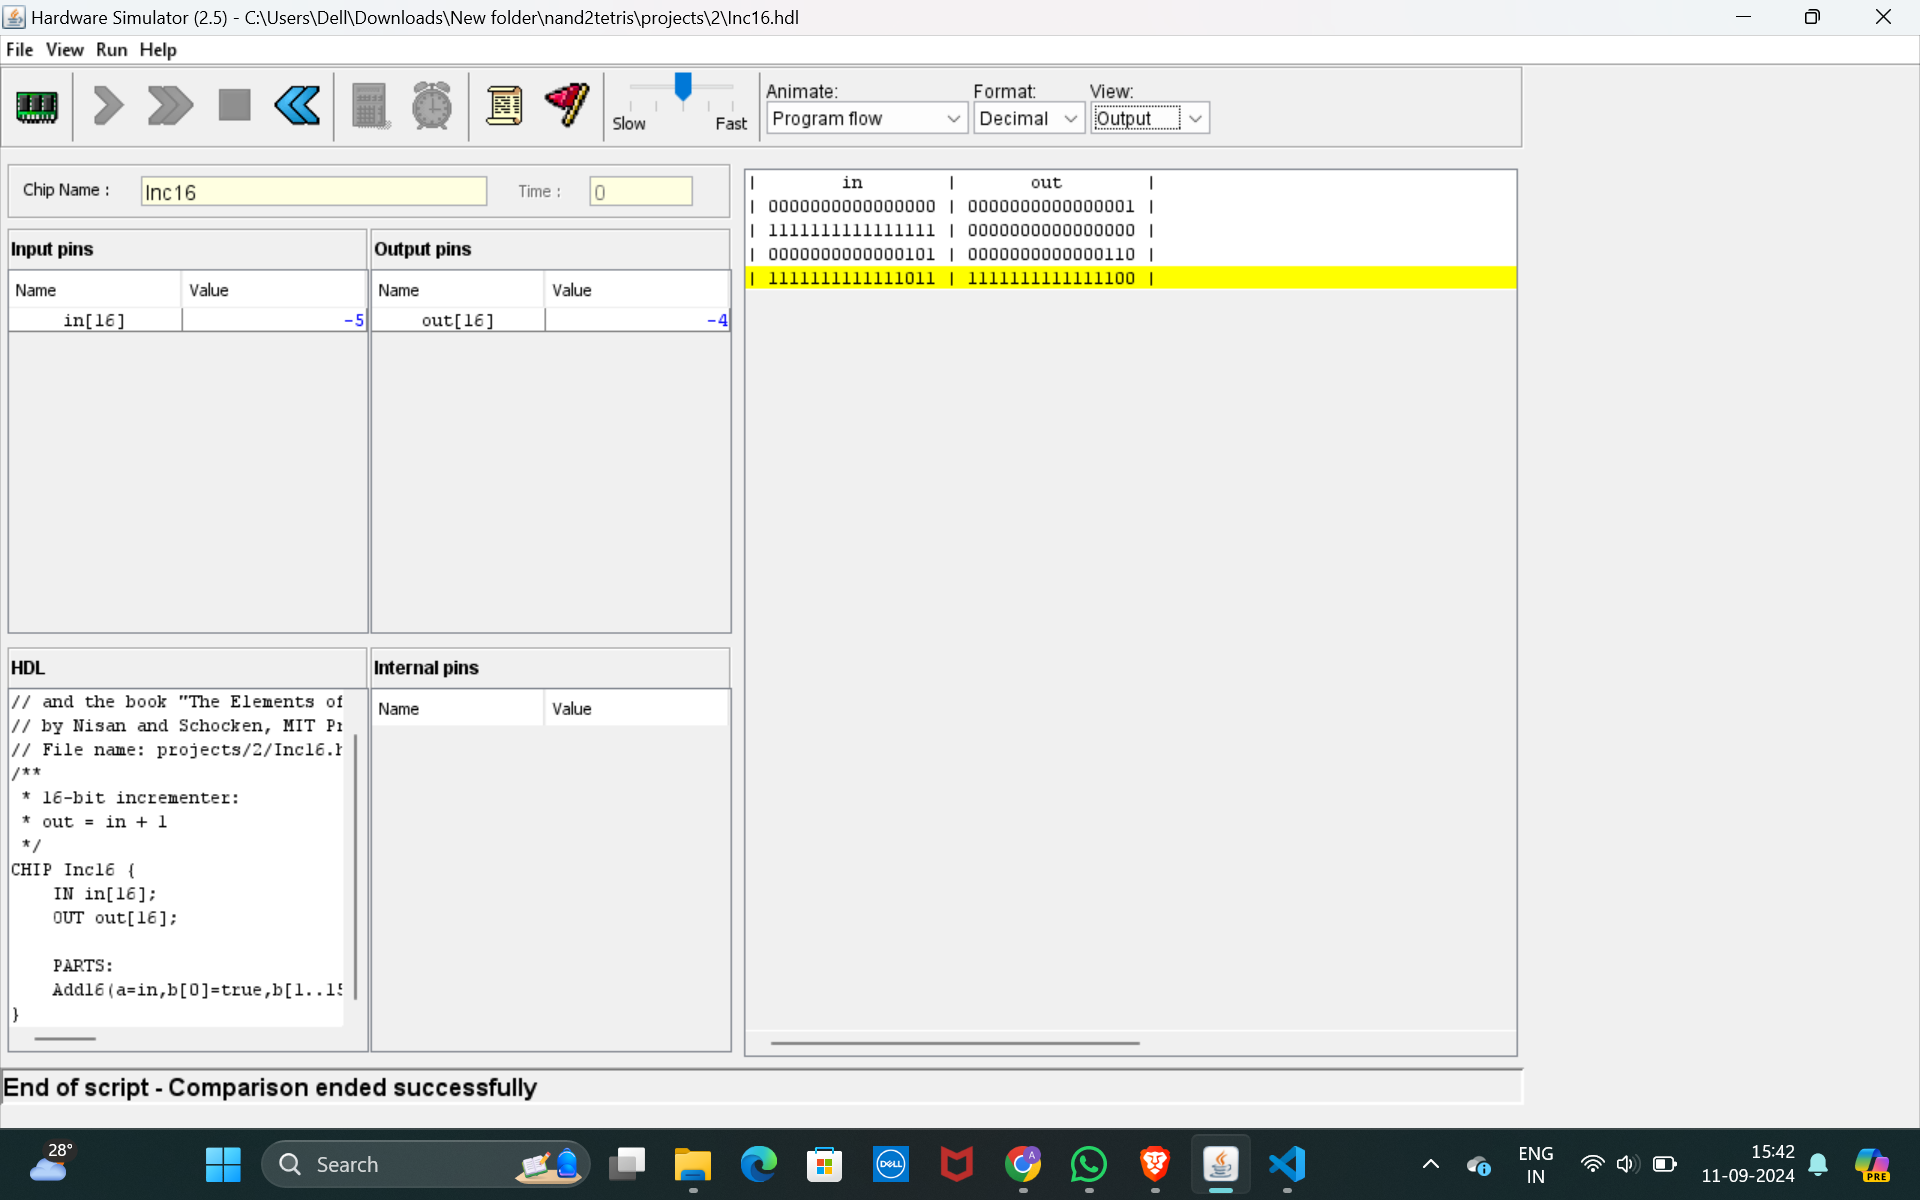 Hardware Simulator (2.5) - C:\Users\Dell\Downloads\New folder\nand2tetris\projects\2\Inc16.hdl
File View Run Help
Slow Fast
Animate: Format: View:
Program flow Decimal Output
Chip Name : Inc16 Time : 0
Input pins
Name Value
in[16] -5
Output pins
Name Value
out[16] -4
| in | out |
| 0000000000000000 | 0000000000000001 |
| 1111111111111111 | 0000000000000000 |
| 0000000000000101 | 0000000000000110 |
| 1111111111111011 | 1111111111111100 |
HDL
// and the book "The Elements of
// by Nisan and Schocken, MIT Pr
// File name: projects/2/Inc16.h
/**
* 16-bit incrementer:
* out = in + 1
*/
CHIP Inc16 {
IN in[16];
OUT out[16];
PARTS:
Add16(a=in,b[0]=true,b[1..15
}
Internal pins
Name Value
End of script - Comparison ended successfully
28°
Search
DELL
A
ENG
IN
15:42
11-09-2024
PRE